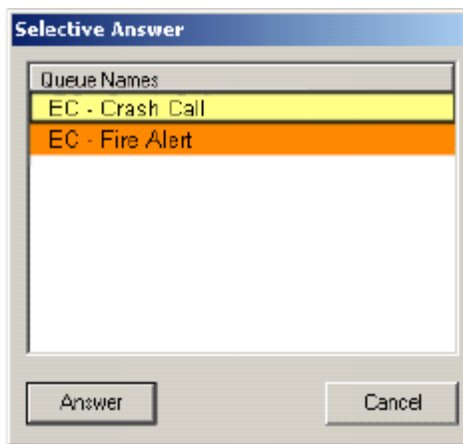 Selective Answer
Queue Names
EC - Crash Call
EC - Fire Alert
Answer
Cancel